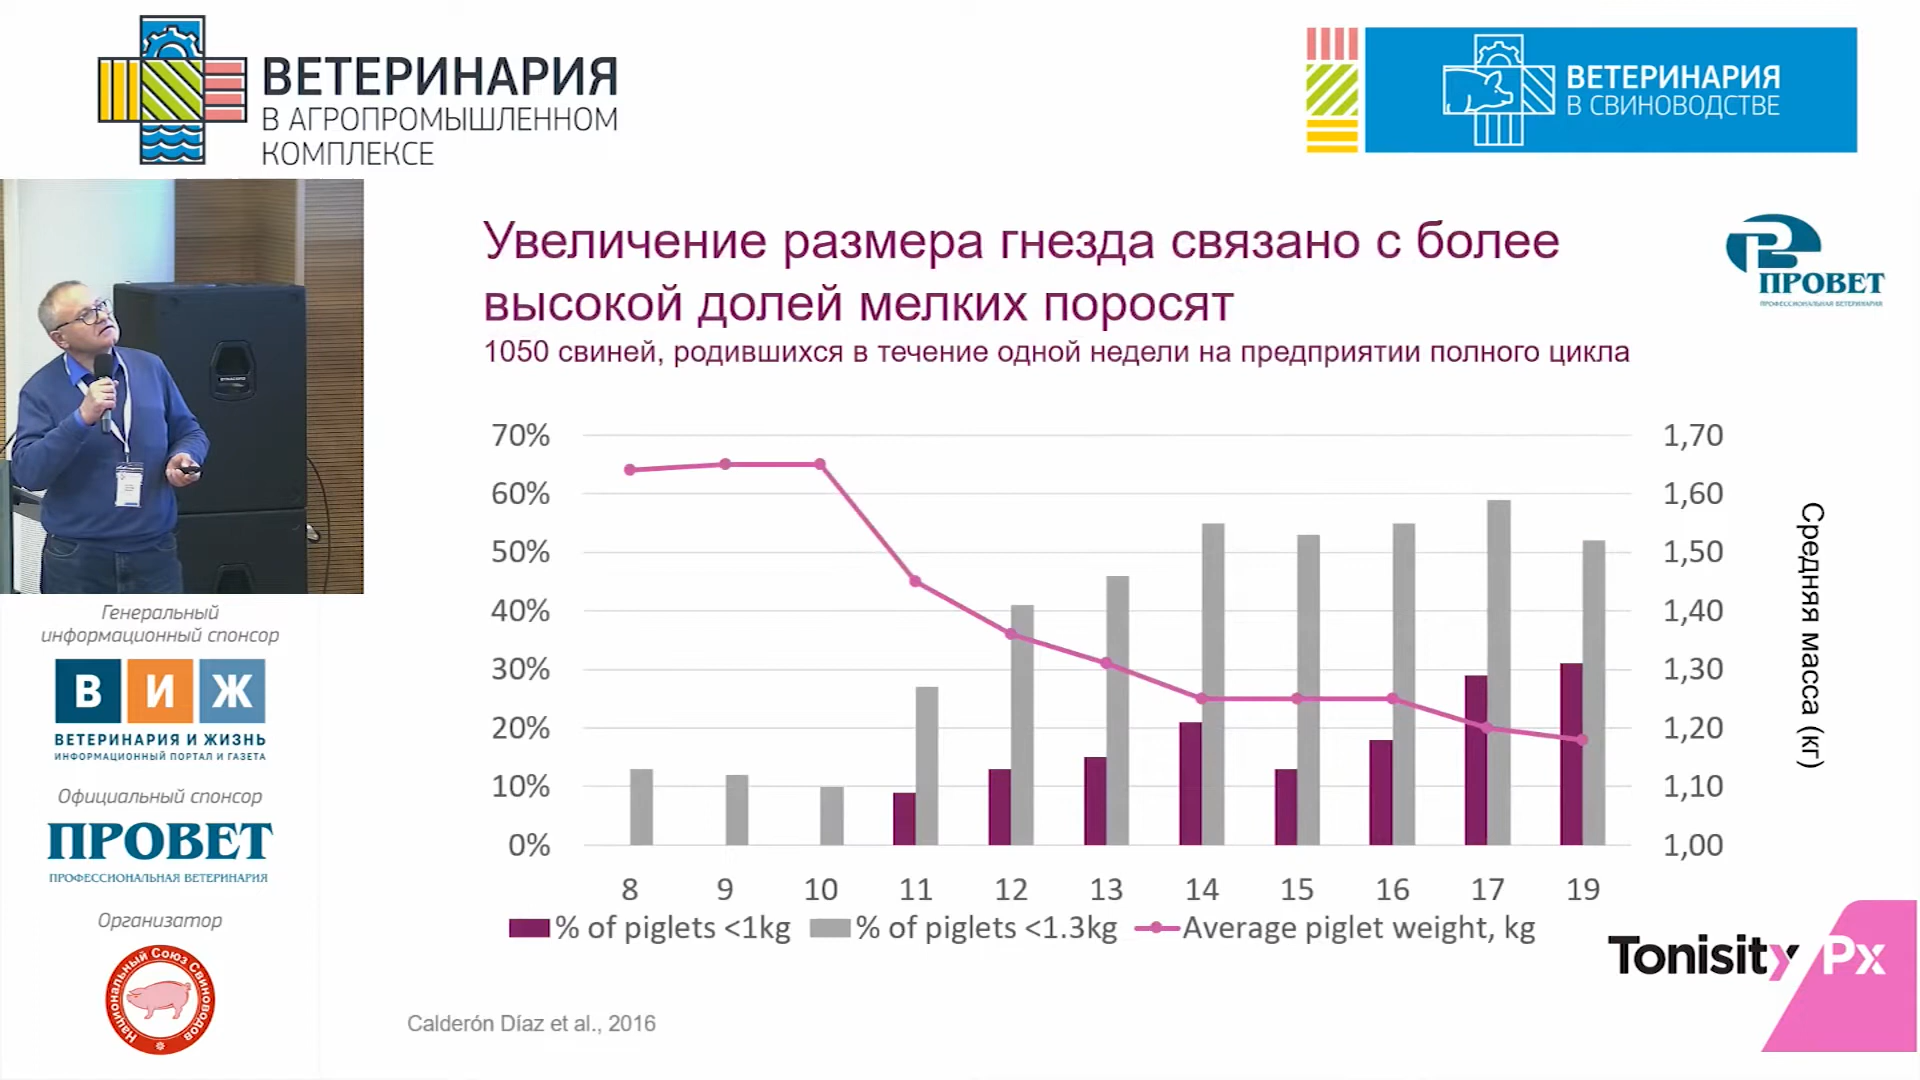 ВЕТЕРИНАРИЯ
В АГРОПРОМЫШЛЕННОМ
КОМПЛЕКСЕ
ВЕТЕРИНАРИЯ
В СВИНОВОДСТВЕ
Увеличение размера гнезда связано с более
высокой долей мелких поросят
1050 свиней, родившихся в течение одной недели на предприятии полного цикла
ПРОВЕТ
ПРОФЕССИОНАЛЬНАЯ ВЕТЕРИНАРИЯ
70%
60%
50%
40%
30%
20%
10%
0%
1,70
1,60
1,50
1,40
1,30
1,20
1,10
1,00
Средняя масса (кг)
8 9 10 11 12 13 14 15 16 17 19
% of piglets <1kg % of piglets <1.3kg Average piglet weight, kg
Calderón Díaz et al., 2016
Tonisity Px
Генеральный
информационный спонсор
ВИЖ
ВЕТЕРИНАРИЯ И ЖИЗНЬ
ИНФОРМАЦИОННЫЙ ПОРТАЛ И ГАЗЕТА
Официальный спонсор
ПРОВЕТ
ПРОФЕССИОНАЛЬНАЯ ВЕТЕРИНАРИЯ
Организатор
Национальный Союз Свиноводов